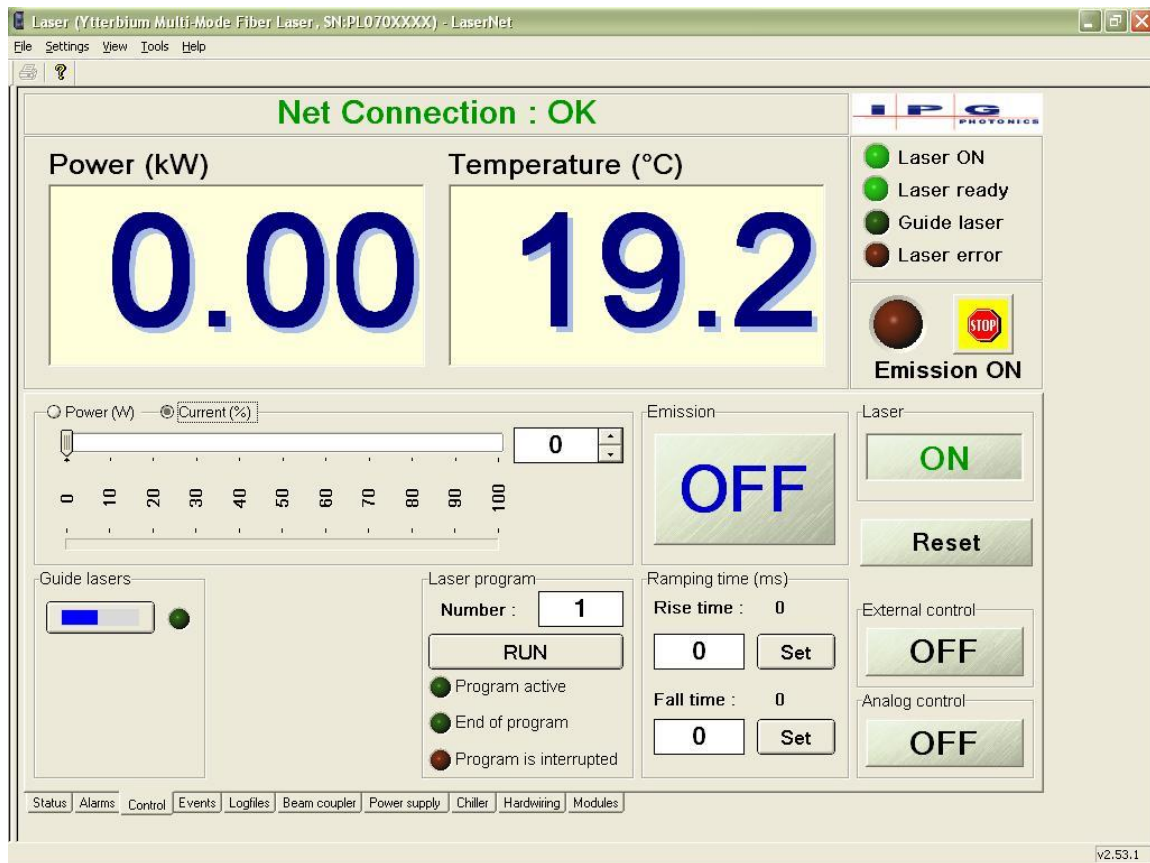 Laser (Ytterbium Multi-Mode Fiber Laser, SN:PL070XXXX) - LaserNet
File Settings View Tools Help
Net Connection : OK
IPG
PHOTONICS
Power (kW)
0.00
Temperature (°C)
19.2
Laser ON
Laser ready
Guide laser
Laser error
STOP
Emission ON
Power (W) Current (%)
0
0 10 20 30 40 50 60 70 80 90 100
Emission
OFF
Laser
ON
Reset
Guide lasers
Laser program
Number : 1
RUN
Program active
End of program
Program is interrupted
Ramping time (ms)
Rise time : 0
0 Set
Fall time : 0
0 Set
External control
OFF
Analog control
OFF
Status Alarms Control Events Logfiles Beam coupler Power supply Chiller Hardwiring Modules
v2.53.1